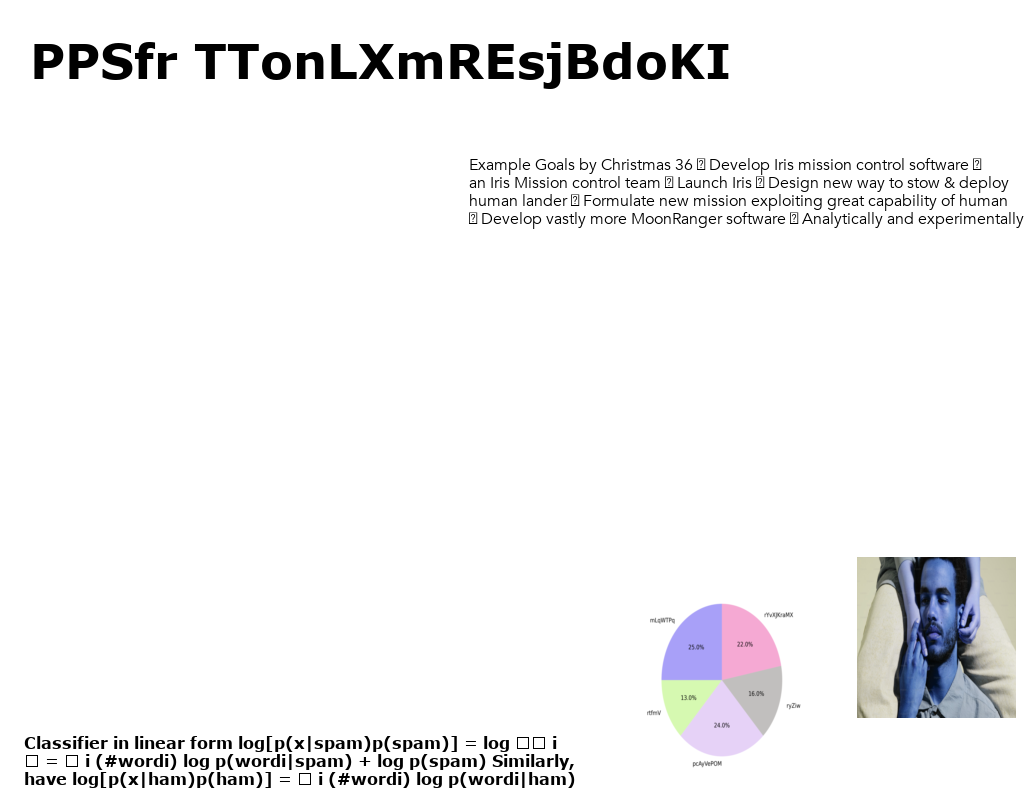 PPSfr TTonLXmREsjBdoKI
Example Goals by Christmas 36 ⍰ Develop Iris mission control software ⍰
an Iris Mission control team ⍰ Launch Iris ⍰ Design new way to stow & deploy
human lander ⍰ Formulate new mission exploiting great capability of human
⍰ Develop vastly more MoonRanger software ⍰ Analytically and experimentally
mLqWTPq
rYvXJKraMX
25.0%
22.0%
13.0%
16.0%
24.0%
rtfmV
ryZiw
pcAyVePOM
Classifier in linear form log[p(x|spam)p(spam)] = log □□ i
□ = □ i (#wordi) log p(wordi|spam) + log p(spam) Similarly,
have log[p(x|ham)p(ham)] = □ i (#wordi) log p(wordi|ham)